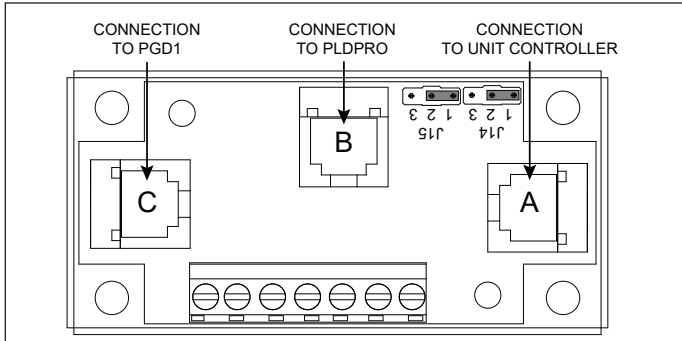 CONNECTION
TO PGD1
CONNECTION
TO PLDPRO
CONNECTION
TO UNIT CONTROLLER
3 2 1
J15
3 2 1
J14
B
C
A